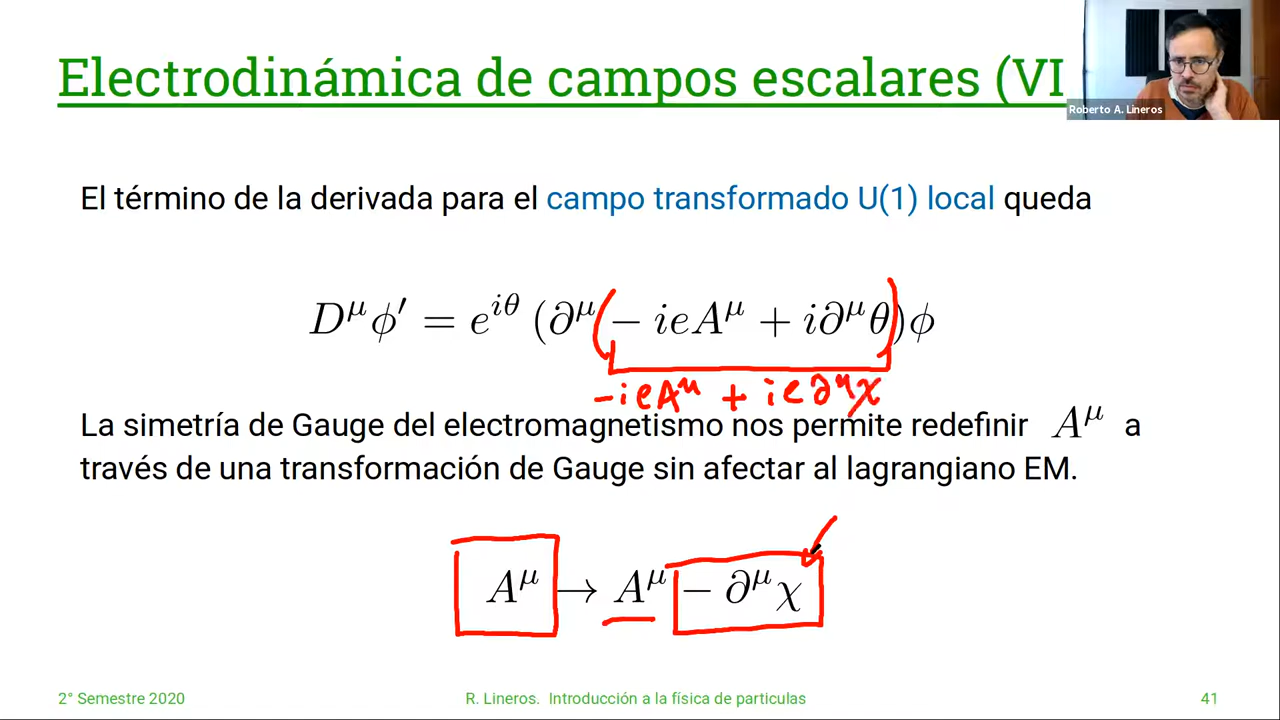 Electrodinámica de campos escalares (VI
Roberto A. Lineros
El término de la derivada para el campo transformado U(1) local queda
D^μ ϕ′ = e^{iθ} (∂^μ − ieA^μ + i∂^μ θ)ϕ
−ieA^μ + ie∂^μχ
La simetría de Gauge del electromagnetismo nos permite redefinir A^μ a
través de una transformación de Gauge sin afectar al lagrangiano EM.
A^μ → A^μ − ∂^μ χ
2° Semestre 2020
R. Lineros. Introducción a la física de particulas
41